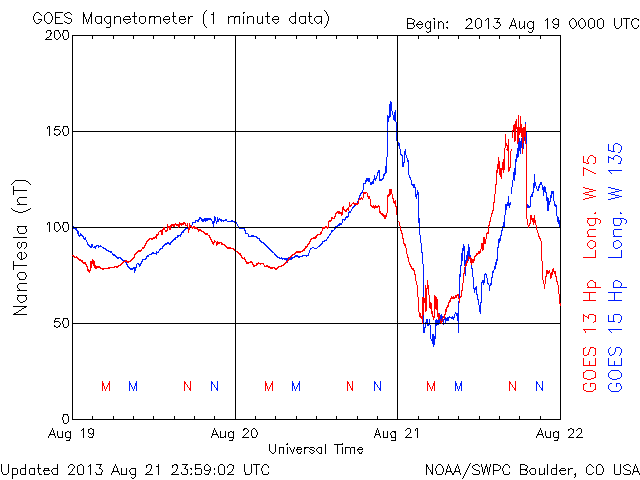 GOES Magnetometer (1 minute data)
Begin: 2013 Aug 19 0000 UTC
200
150
100
50
0
NanoTesla (nT)
M M N N M M N N M M N N
Aug 19 Aug 20 Aug 21 Aug 22
Universal Time
GOES 13 Hp Long. W 75
GOES 15 Hp Long. W 135
Updated 2013 Aug 21 23:59:02 UTC
NOAA/SWPC Boulder, CO USA